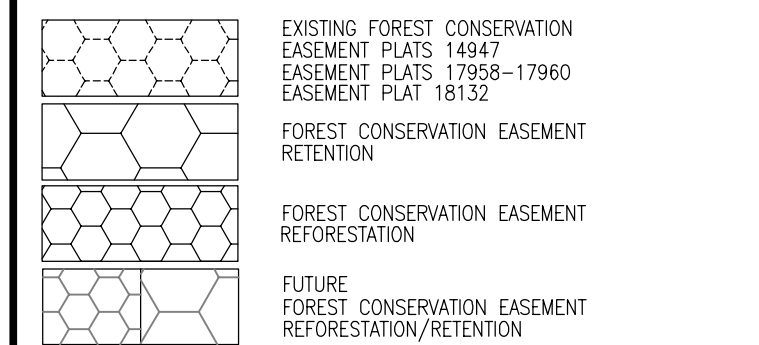 EXISTING FOREST CONSERVATION
EASEMENT PLATS 14947
EASEMENT PLATS 17958-17960
EASEMENT PLAT 18132
FOREST CONSERVATION EASEMENT
RETENTION
FOREST CONSERVATION EASEMENT
REFORESTATION
FUTURE
FOREST CONSERVATION EASEMENT
REFORESTATION/RETENTION